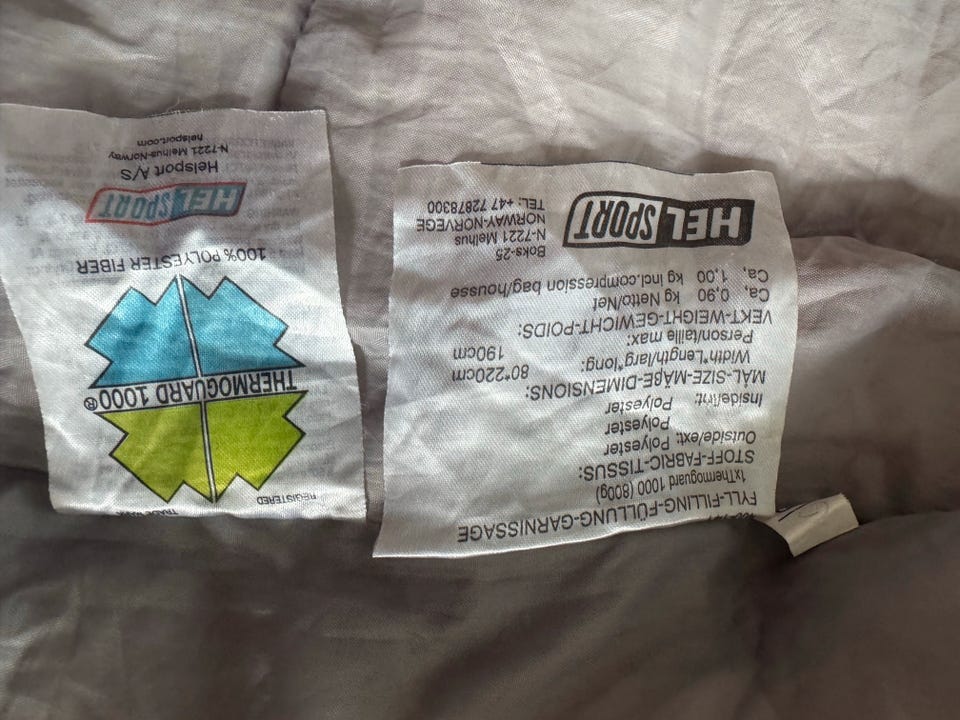 TRADE MARK
REGISTERED
THERMOGUARD 1000®
100% POLYESTER FIBER
HELSPORT
Helsport A/S
N-7221 Melhus-Norway
helsport.com
FYLL-FILLING-FÜLLUNG-GARNISSAGE
1xThermoguard 1000 (800g)
STOFF-FABRIC-TISSUS:
Outside/ext: Polyester
Polyester
Inside/int: Polyester
MÅL-SIZE-MAβE-DIMENSIONS:
Width*Length/larg*long: 80*220cm
Person/taille max: 190cm
VEKT-WEIGHT-GEWICHT-POIDS:
Ca, 0,90 kg Netto/Net
Ca, 1,00 kg incl.compression bag/housse
HELSPORT
Boks-25
N-7221 Melhus
NORWAY-NORVEGE
TEL: +47 72878300